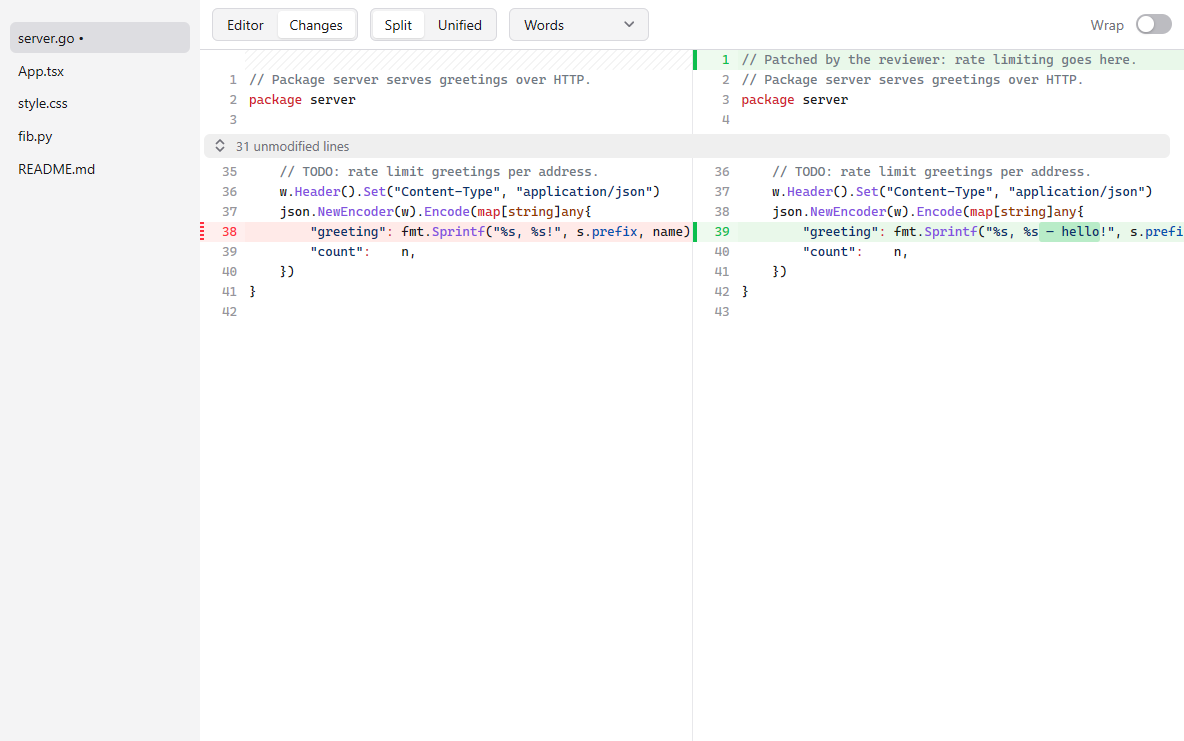 server.go •
App.tsx
style.css
fib.py
README.md
Editor Changes Split Unified Words Wrap
1 // Patched by the reviewer: rate limiting goes here.
1 // Package server serves greetings over HTTP. 2 // Package server serves greetings over HTTP.
2 package server 3 package server
3 4
31 unmodified lines
35 // TODO: rate limit greetings per address. 36 // TODO: rate limit greetings per address.
36 w.Header().Set("Content-Type", "application/json") 37 w.Header().Set("Content-Type", "application/json")
37 json.NewEncoder(w).Encode(map[string]any{ 38 json.NewEncoder(w).Encode(map[string]any{
38 "greeting": fmt.Sprintf("%s, %s!", s.prefix, name) 39 "greeting": fmt.Sprintf("%s, %s — hello!", s.prefi
39 "count": n, 40 "count": n,
40 }) 41 })
41 } 42 }
42 43